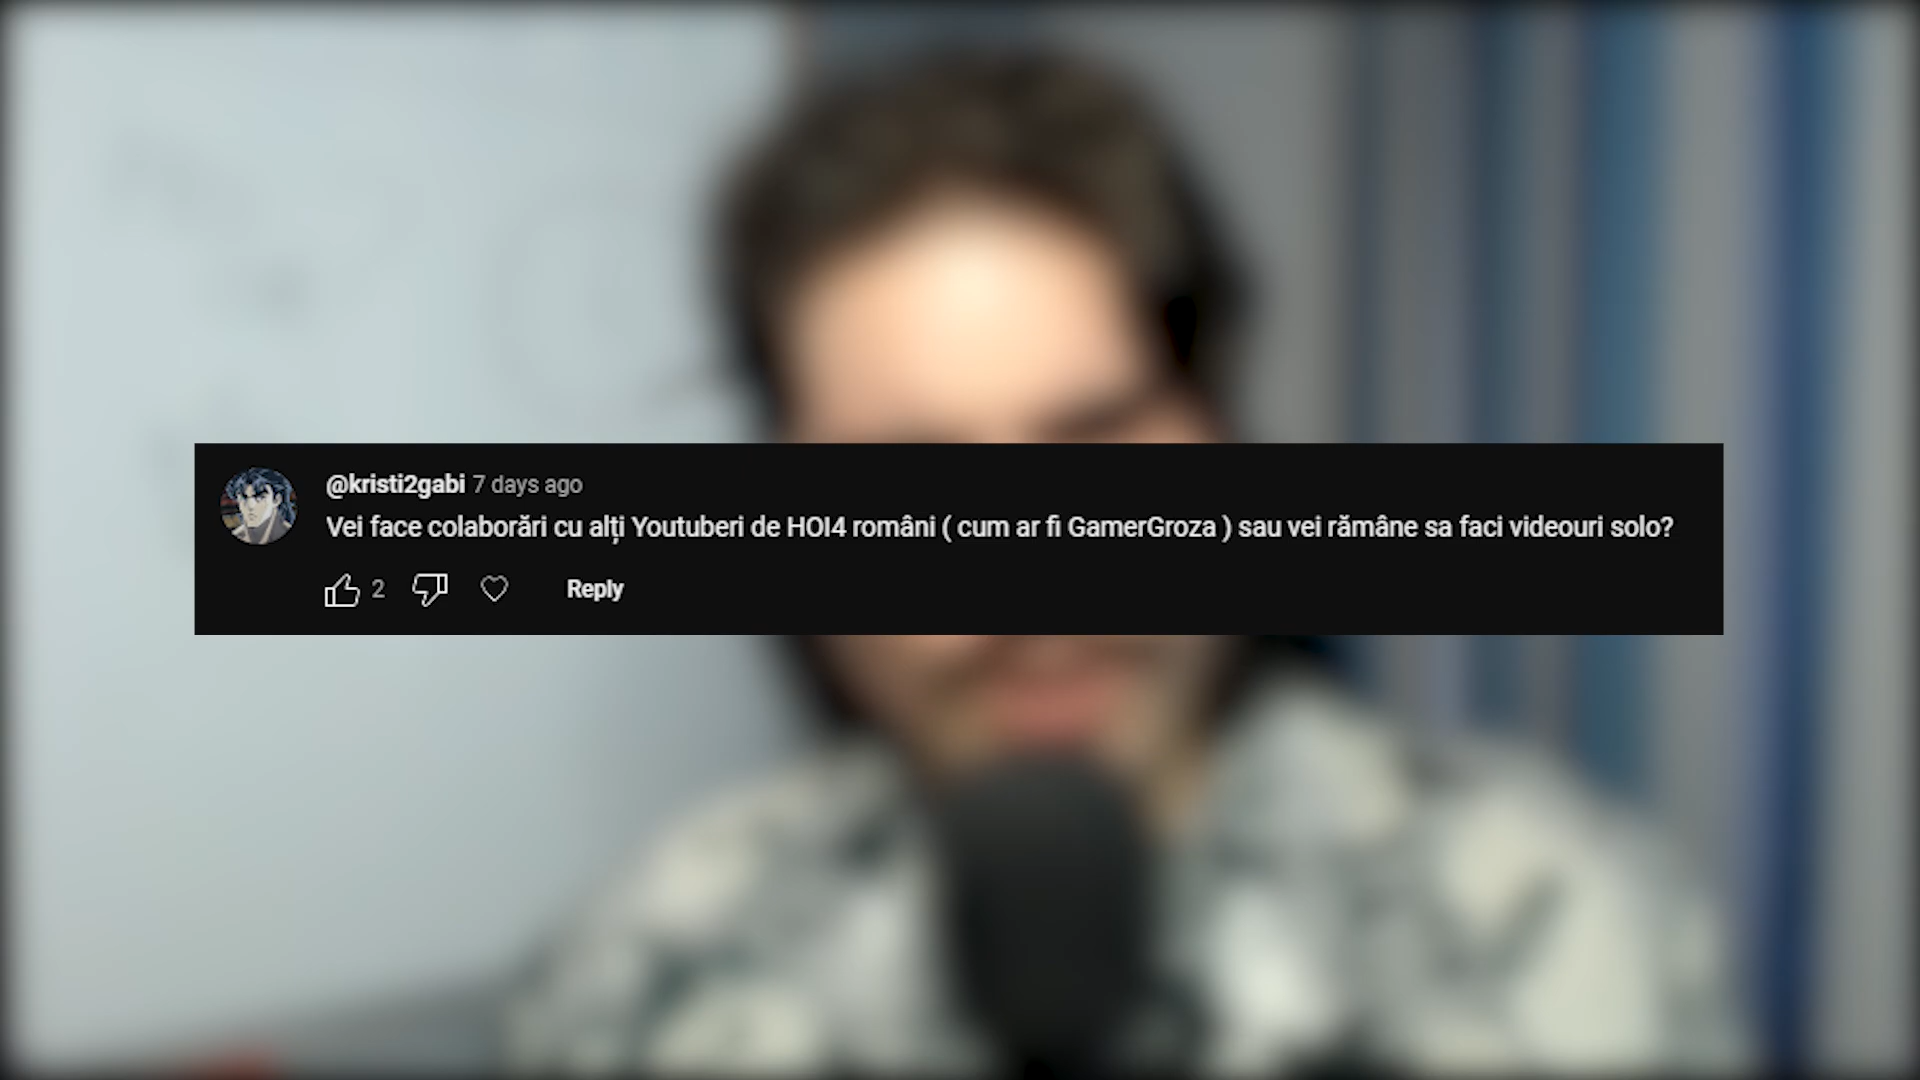 @kristi2gabi 7 days ago
Vei face colaborări cu alți Youtuberi de HOI4 români ( cum ar fi GamerGroza ) sau vei rămâne sa faci videouri solo?
2 Reply